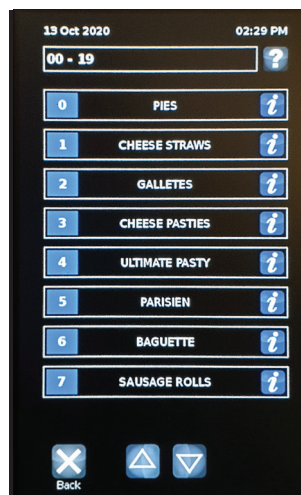 13 Oct 2020 02:29 PM
00 - 19 ?
0 PIES i
1 CHEESE STRAWS i
2 GALLETES i
3 CHEESE PASTIES i
4 ULTIMATE PASTY i
5 PARISIEN i
6 BAGUETTE i
7 SAUSAGE ROLLS i
Back